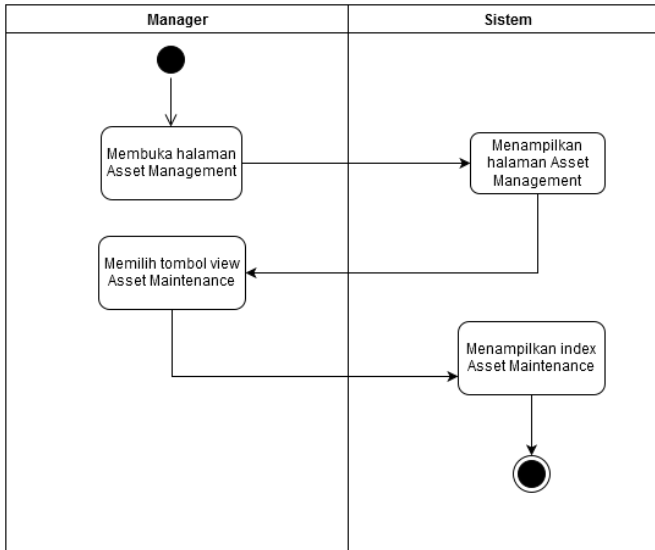 Manager
Sistem
Membuka halaman
Asset Management
Menampilkan
halaman Asset
Management
Memilih tombol view
Asset Maintenance
Menampilkan index
Asset Maintenance